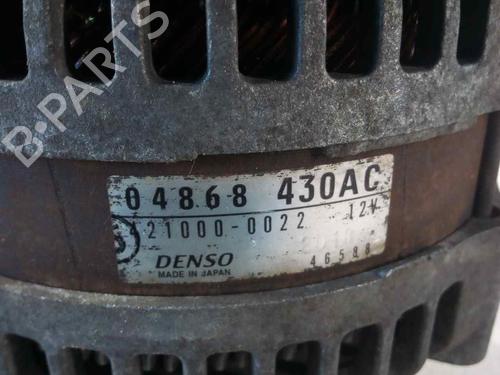 B-PARTS
04868 430AC
21000-0022 12V
DENSO
MADE IN JAPAN 46598